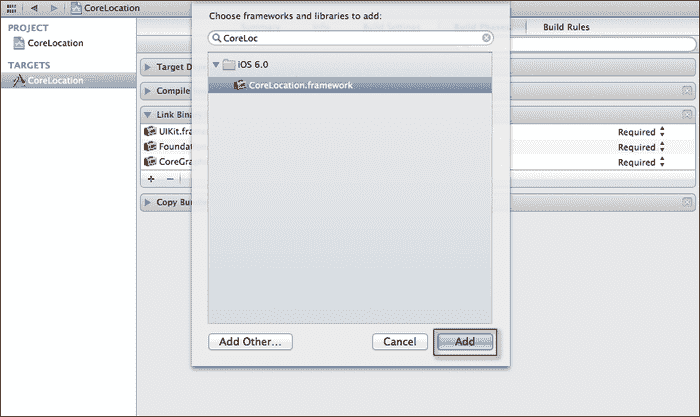 CoreLocation
Choose frameworks and libraries to add:
CoreLoc
Build Rules
PROJECT
CoreLocation
TARGETS
CoreLocation
iOS 6.0
CoreLocation.framework
Target D
Compile
Link Bina
UIKit.fra
Required
Founda
Required
CoreGra
Required
+ −
Copy Bu
Add Other...
Cancel
Add